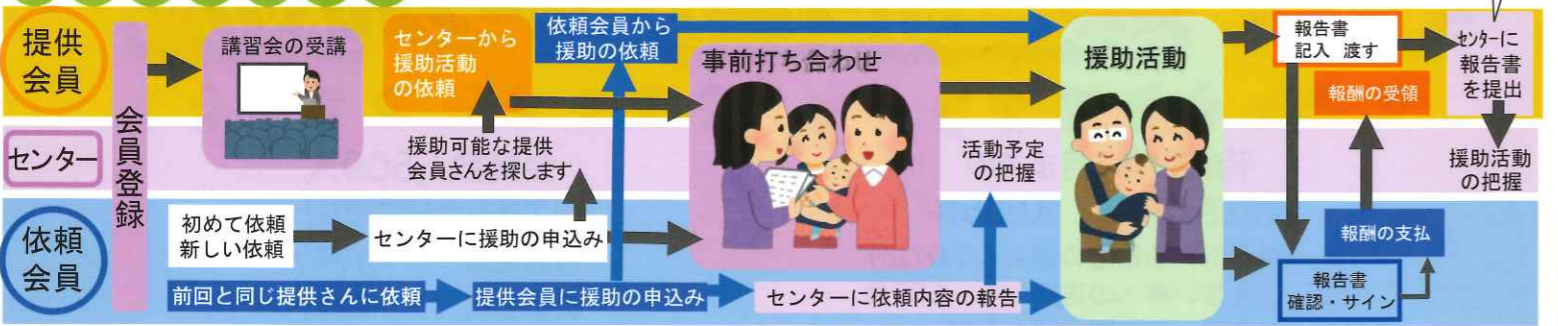 提供
会員
センター
依頼
会員
会員登録
講習会の受講
センターから
援助活動
の依頼
依頼会員から
援助の依頼
事前打ち合わせ
援助活動
報告書
記入 渡す
報酬の受領
センターに
報告書
を提出
援助可能な提供
会員さんを探します
活動予定
の把握
援助活動
の把握
初めて依頼
新しい依頼
センターに援助の申込み
前回と同じ提供さんに依頼
提供会員に援助の申込み
センターに依頼内容の報告
報酬の支払
報告書
確認・サイン